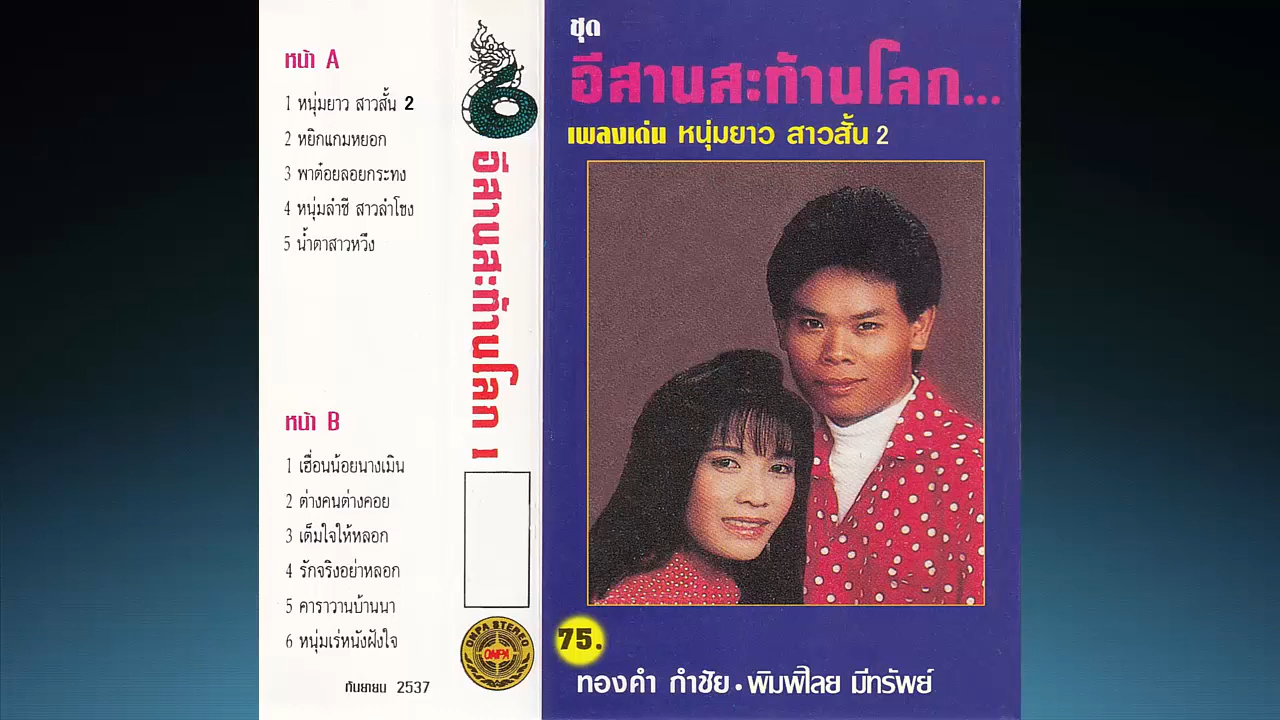 หน้า A
1 หนุ่มยาว สาวสั้น 2
2 หยิกแกมหยอก
3 พาต๋อยลอยกระทง
4 หนุ่มลำชี สาวลำโขง
5 น้ำตาสาวหวึง
หน้า B
1 เฮื่อนน้อยนางเมิน
2 ต่างคนต่างคอย
3 เต็มใจให้หลอก
4 รักจริงอย่าหลอก
5 คาราวานบ้านนา
6 หนุ่มเร่หนังฝังใจ
กันยายน 2537
อีสานสะท้านโลก 1
ONPA STEREO
ONPA
ชุด
อีสานสะท้านโลก...
เพลงเด่น หนุ่มยาว สาวสั้น 2
75.
ทองคำ กำชัย • พิมพิไลย มีทรัพย์